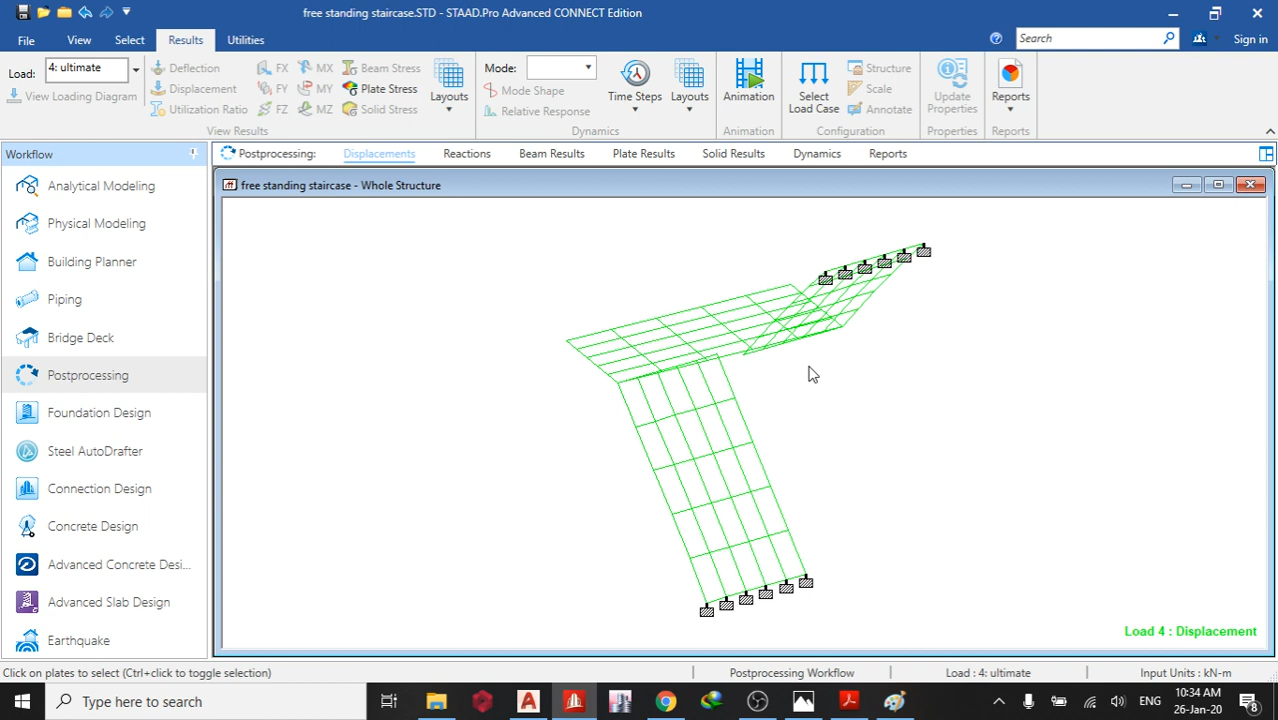 free standing staircase.STD - STAAD.Pro Advanced CONNECT Edition
File View Select Results Utilities
Search
Sign in
Load: 4: ultimate
View Loading Diagram
Deflection
Displacement
Utilization Ratio
FX
FY
FZ
MX
MY
MZ
Beam Stress
Plate Stress
Solid Stress
Layouts
View Results
Mode:
Mode Shape
Relative Response
Time Steps
Layouts
Dynamics
Animation
Animation
Select Load Case
Structure
Scale
Annotate
Configuration
Update Properties
Properties
Reports
Reports
Workflow
Analytical Modeling
Physical Modeling
Building Planner
Piping
Bridge Deck
Postprocessing
Foundation Design
Steel AutoDrafter
Connection Design
Concrete Design
Advanced Concrete Desi...
Advanced Slab Design
Earthquake
Postprocessing: Displacements Reactions Beam Results Plate Results Solid Results Dynamics Reports
free standing staircase - Whole Structure
Load 4 : Displacement
Click on plates to select (Ctrl+click to toggle selection)
Postprocessing Workflow
Load : 4: ultimate
Input Units : kN-m
Type here to search
ENG
10:34 AM
26-Jan-20
8